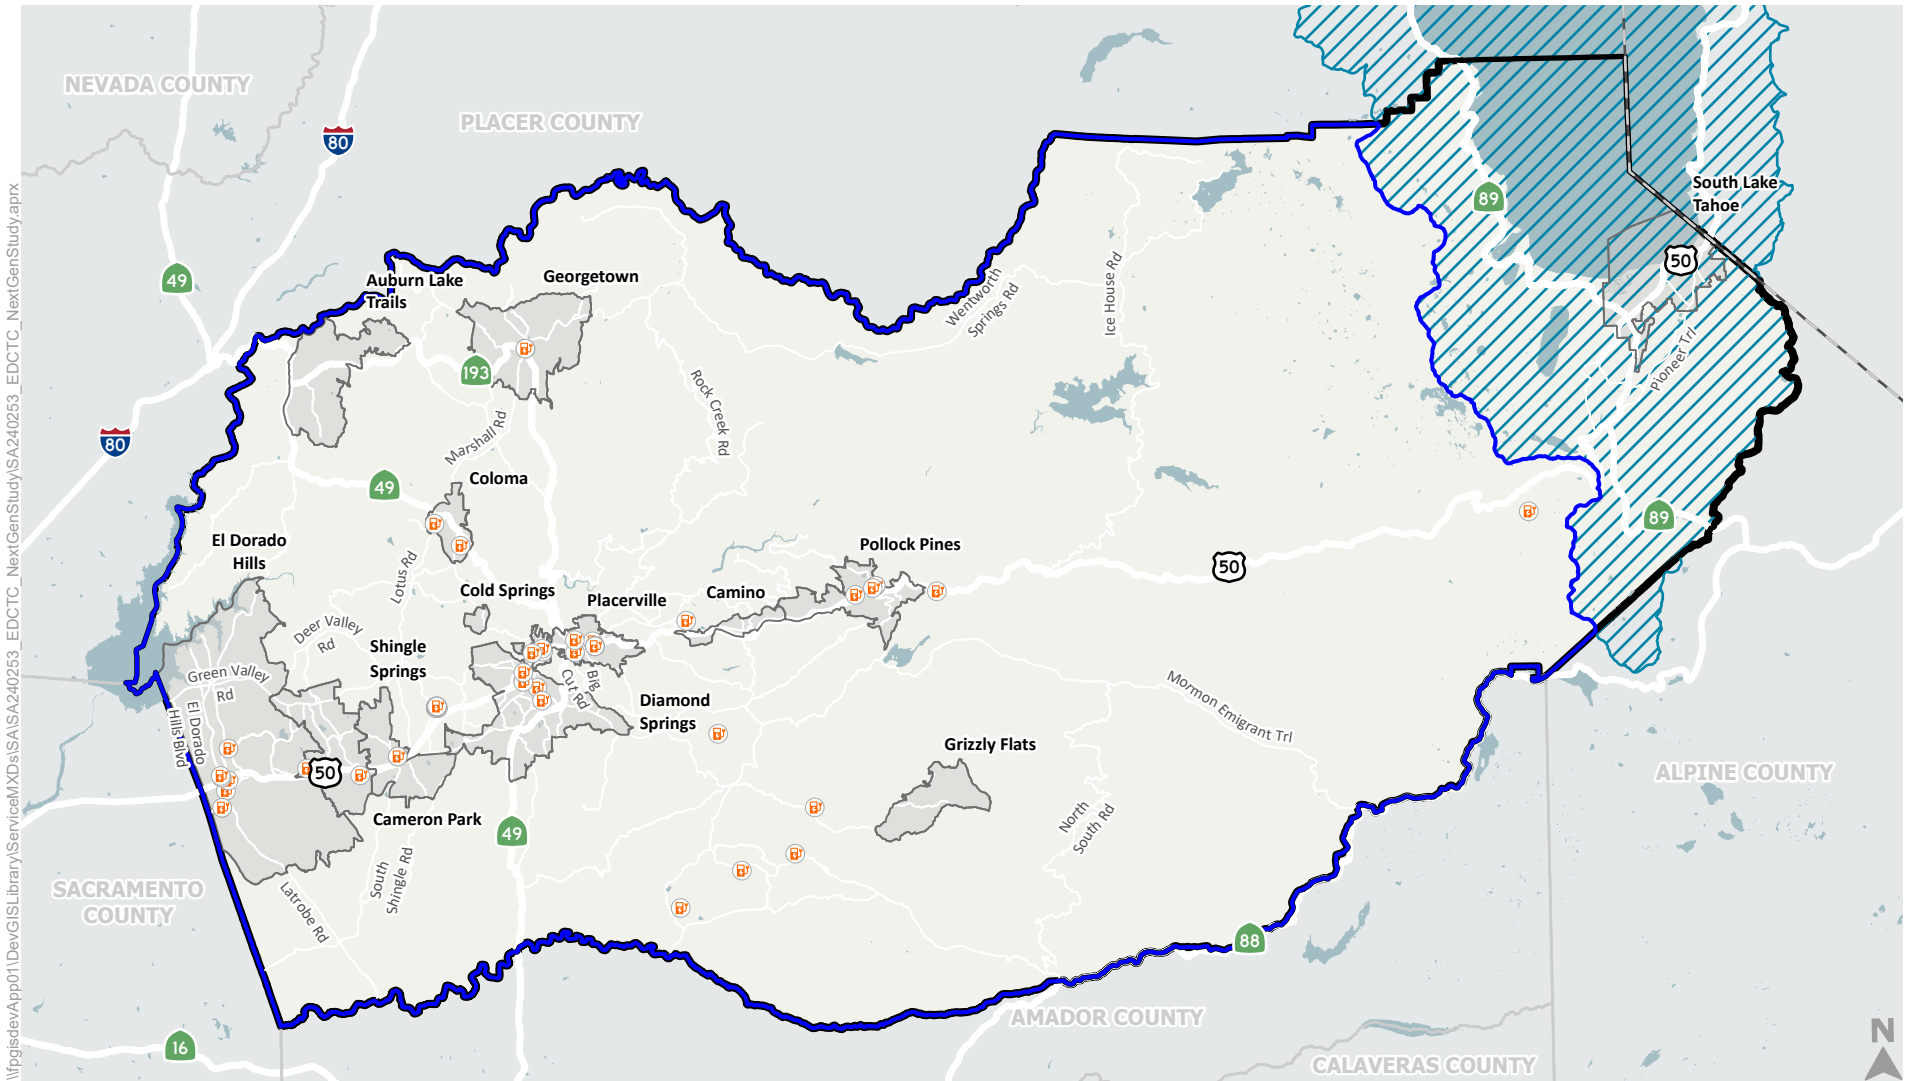 NEVADA COUNTY
PLACER COUNTY
80
49
80
89
South Lake
Tahoe
50
Pioneer Trl
Auburn Lake
Trails
Georgetown
193
Wentworth
Springs Rd
Ice House Rd
Rock Creek Rd
Marshall Rd
49
Coloma
El Dorado
Hills
Lotus Rd
Cold Springs
Placerville
Camino
Pollock Pines
50
89
Deer Valley
Rd
Shingle
Springs
Green Valley
Rd
El Dorado
Hills Blvd
Big
Cut Rd
Diamond
Springs
Mormon Emigrant Trl
Grizzly Flats
50
Cameron Park
49
North
South Rd
ALPINE COUNTY
South
Shingle Rd
Latrobe Rd
SACRAMENTO
COUNTY
88
AMADOR COUNTY
16
CALAVERAS COUNTY
N
\\fpgisdevApp01\DevGISLibrary\ServiceMXDs\SA\SA240253_EDCTC_NextGenStudy\SA240253_EDCTC_NextGenStudy.aprx